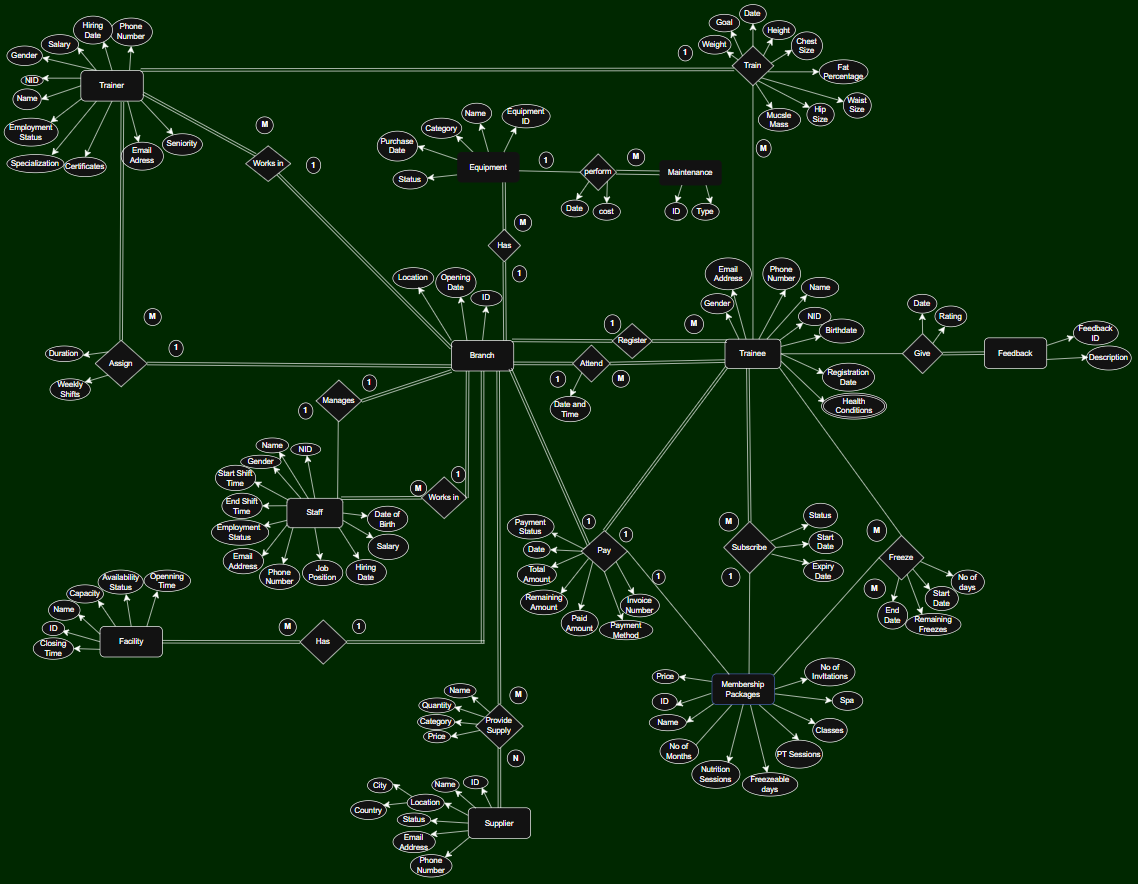 Date
Goal
Hiring
Date
Phone
Number
Height
Salary
Weight
Chest
Size
1
Gender
Train
Fat
Percentage
NID
Trainer
Name
Waist
Size
Hip
Size
Mucsle
Mass
Name
Equipment
ID
Category
M
Employment
Status
Seniority
Purchase
Date
M
Email
Adress
Specialization
Certificates
Works in
1
Equipment
1
M
perform
Maintenance
Status
Date
cost
ID
Type
M
Has
1
Location
Opening
Date
ID
Email
Address
Phone
Number
Name
Gender
Date
Rating
NID
Birthdate
M
1
M
Register
Feedback
ID
Duration
1
Assign
Branch
Attend
Trainee
Give
Feedback
Description
Weekly
Shifts
1
M
Registration
Date
1
Manages
Date and
Time
Health
Conditions
1
Name
NID
Gender
Start Shift
Time
1
M
Works in
End Shift
Time
Staff
Date of
Birth
Employment
Status
Salary
Email
Address
Phone
Number
Job
Position
Hiring
Date
Payment
Status
1
1
M
Status
M
Date
Pay
Subscribe
Start
Date
Freeze
Total
Amount
1
1
Expiry
Date
No of
days
Remaining
Amount
Invoice
Number
M
Start
Date
End
Date
Remaining
Freezes
Paid
Amount
Payment
Method
Availability
Status
Openning
Time
Capacity
Name
ID
Closing
Time
Facility
M
Has
1
Name
M
Quantity
Category
Price
Provide
Supply
N
Price
Membership
Packages
No of
InvItations
ID
Spa
Name
Classes
No of
Months
PT Sessions
Nutrition
Sessions
Freezeable
days
City
Name
ID
Country
Location
Status
Supplier
Email
Address
Phone
Number